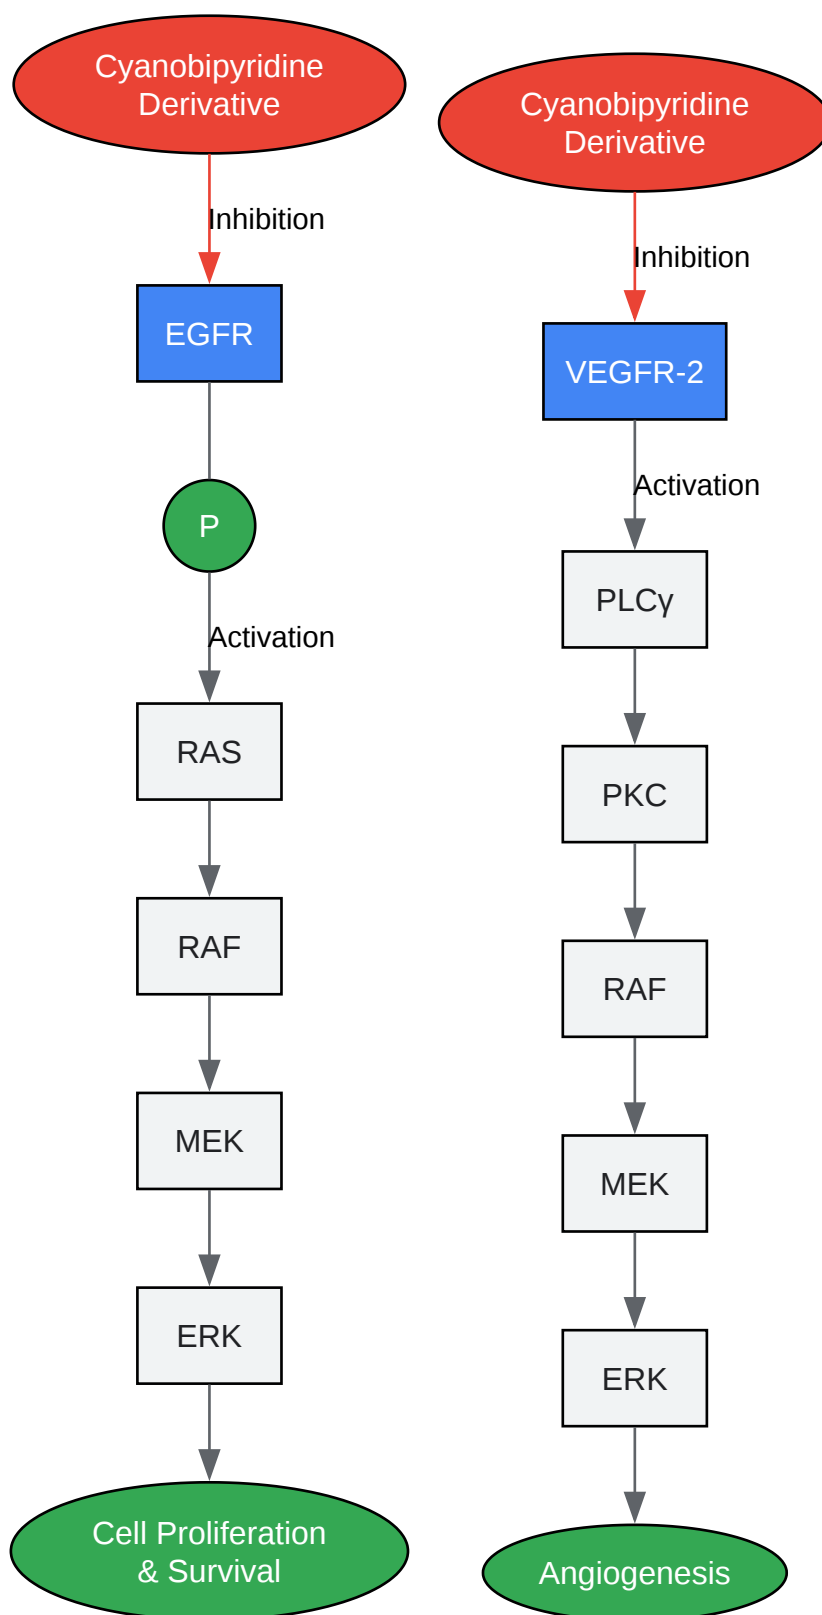 Cyanobipyridine
Derivative
Inhibition
EGFR
P
Activation
RAS
RAF
MEK
ERK
Cell Proliferation
& Survival
Cyanobipyridine
Derivative
Inhibition
VEGFR-2
Activation
PLCγ
PKC
RAF
MEK
ERK
Angiogenesis